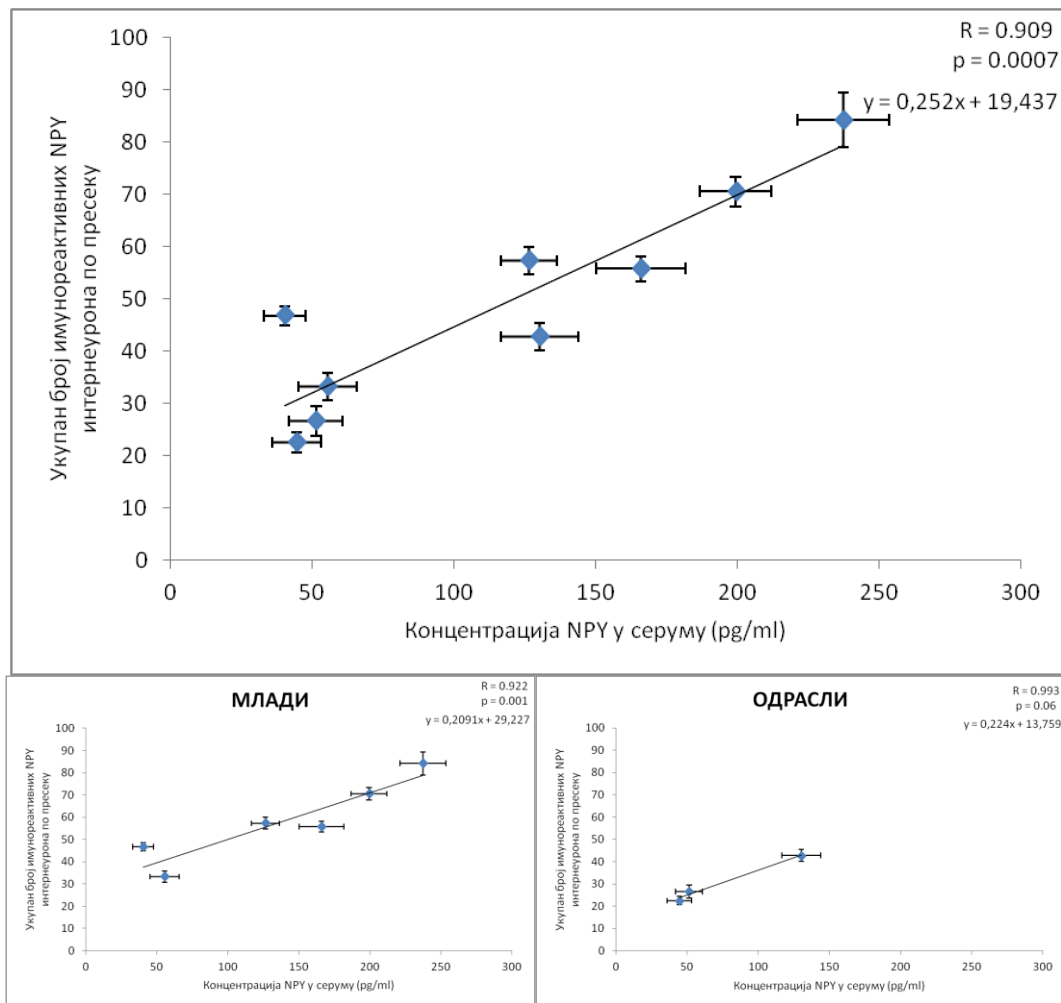 R = 0.909
p = 0.0007
y = 0,252x + 19,437
Укупан број имунореактивних NPY
интернеурона по пресеку
100
90
80
70
60
50
40
30
20
10
0
0 50 100 150 200 250 300
Концентрација NPY у серуму (pg/ml)
МЛАДИ
R = 0.922
p = 0.001
y = 0,2091x + 29,227
Укупан број имунореактивних NPY
интернеурона по пресеку
100
90
80
70
60
50
40
30
20
10
0
0 50 100 150 200 250 300
Концентрација NPY у серуму (pg/ml)
ОДРАСЛИ
R = 0.993
p = 0.06
y = 0,224x + 13,759
Укупан број имунореактивних NPY
интернеурона по пресеку
100
90
80
70
60
50
40
30
20
10
0
0 50 100 150 200 250 300
Концентрација NPY у серуму (pg/ml)